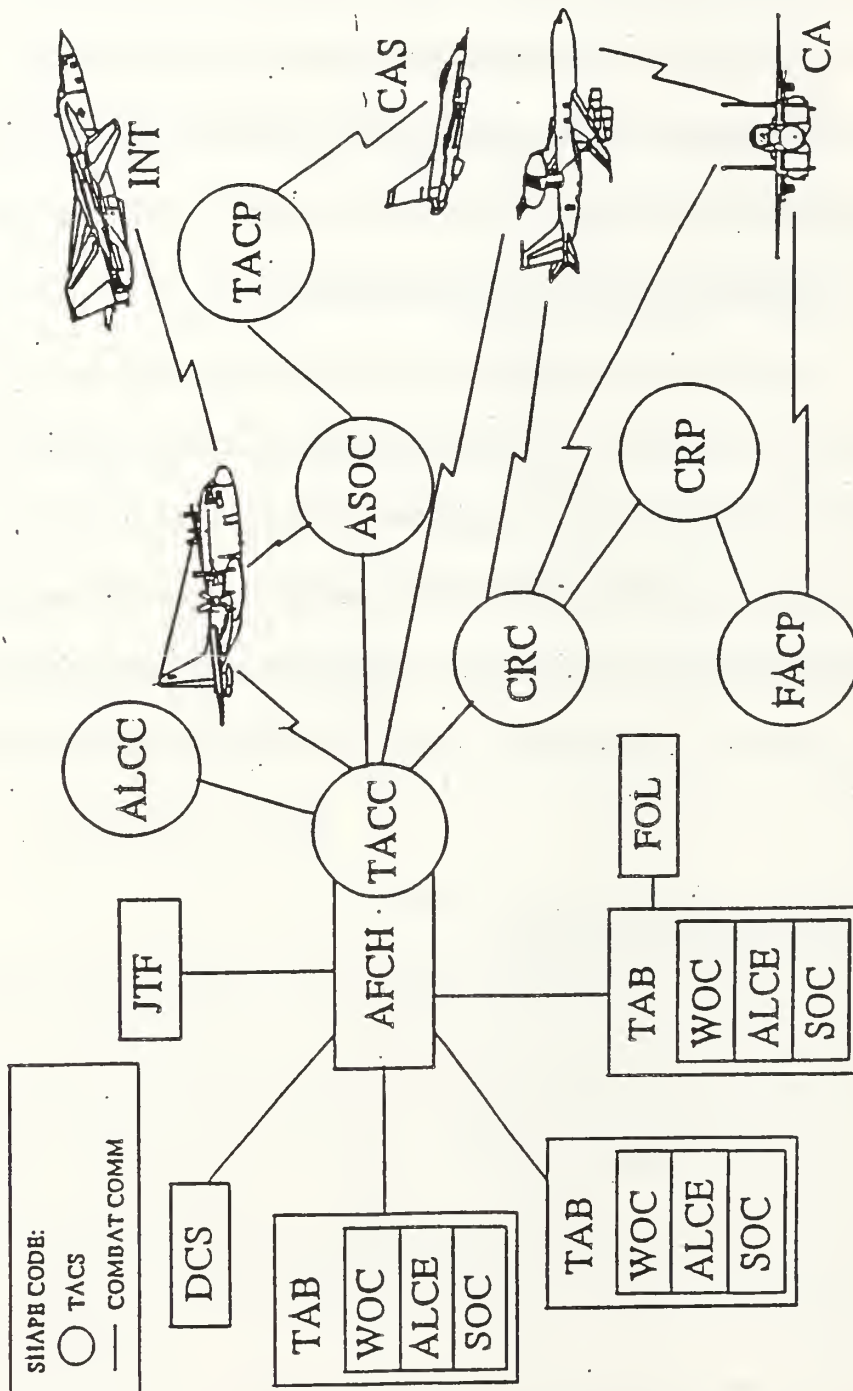 SHAPE CODE:
TACS
COMBAT COMM
DCS
JTF
ALCC
INT
TACP
CAS
ASOC
AFCH
TACC
CRC
CRP
FACP
CA
FOL
TAB
WOC
ALCE
SOC
TAB
WOC
ALCE
SOC
TAB
WOC
ALCE
SOC